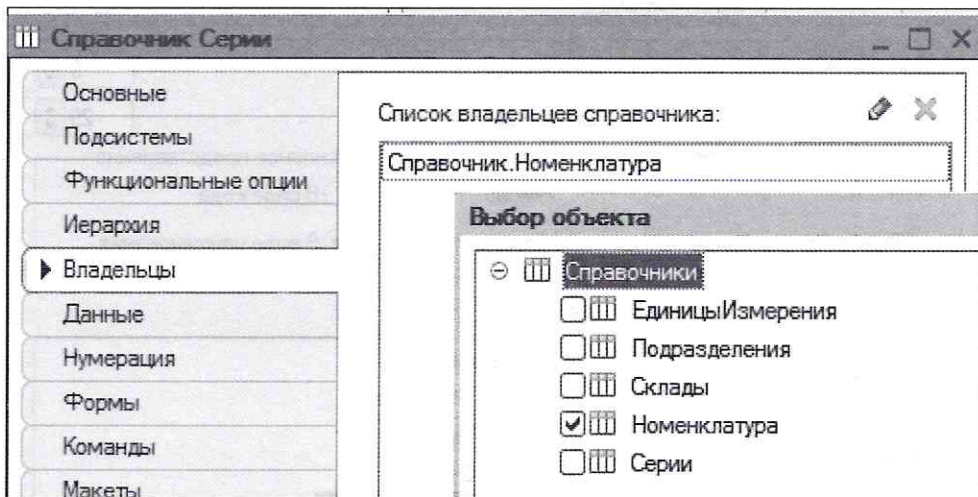 Справочник Серии
Основные
Подсистемы
Функциональные опции
Иерархия
Владельцы
Данные
Нумерация
Формы
Команды
Макеты
Список владельцев справочника:
Справочник.Номенклатура
Выбор объекта
Справочники
ЕдиницыИзмерения
Подразделения
Склады
Номенклатура
Серии